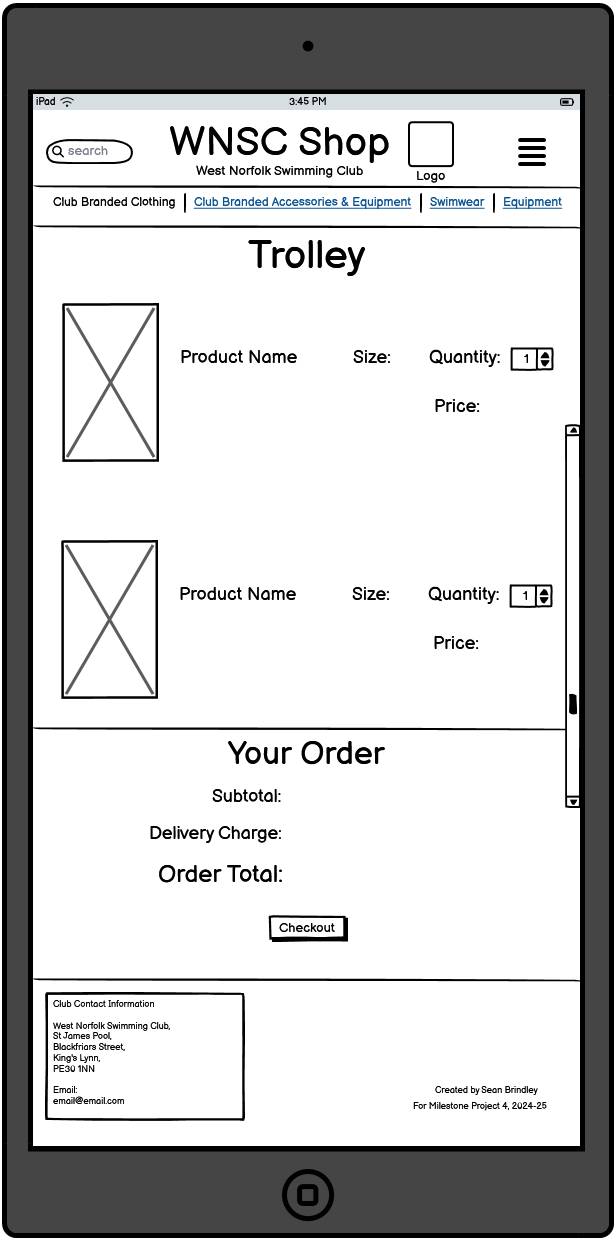 iPad 3:45 PM
search
WNSC Shop
West Norfolk Swimming Club
Logo
Club Branded Clothing | Club Branded Accessories & Equipment | Swimwear | Equipment
Trolley
Product Name Size: Quantity: 1
Price:
Product Name Size: Quantity: 1
Price:
Your Order
Subtotal:
Delivery Charge:
Order Total:
Checkout
Club Contact Information
West Norfolk Swimming Club,
St James Pool,
Blackfriars Street,
King's Lynn,
PE30 1NN
Email:
email@email.com
Created by Sean Brindley
For Milestone Project 4, 2024-25